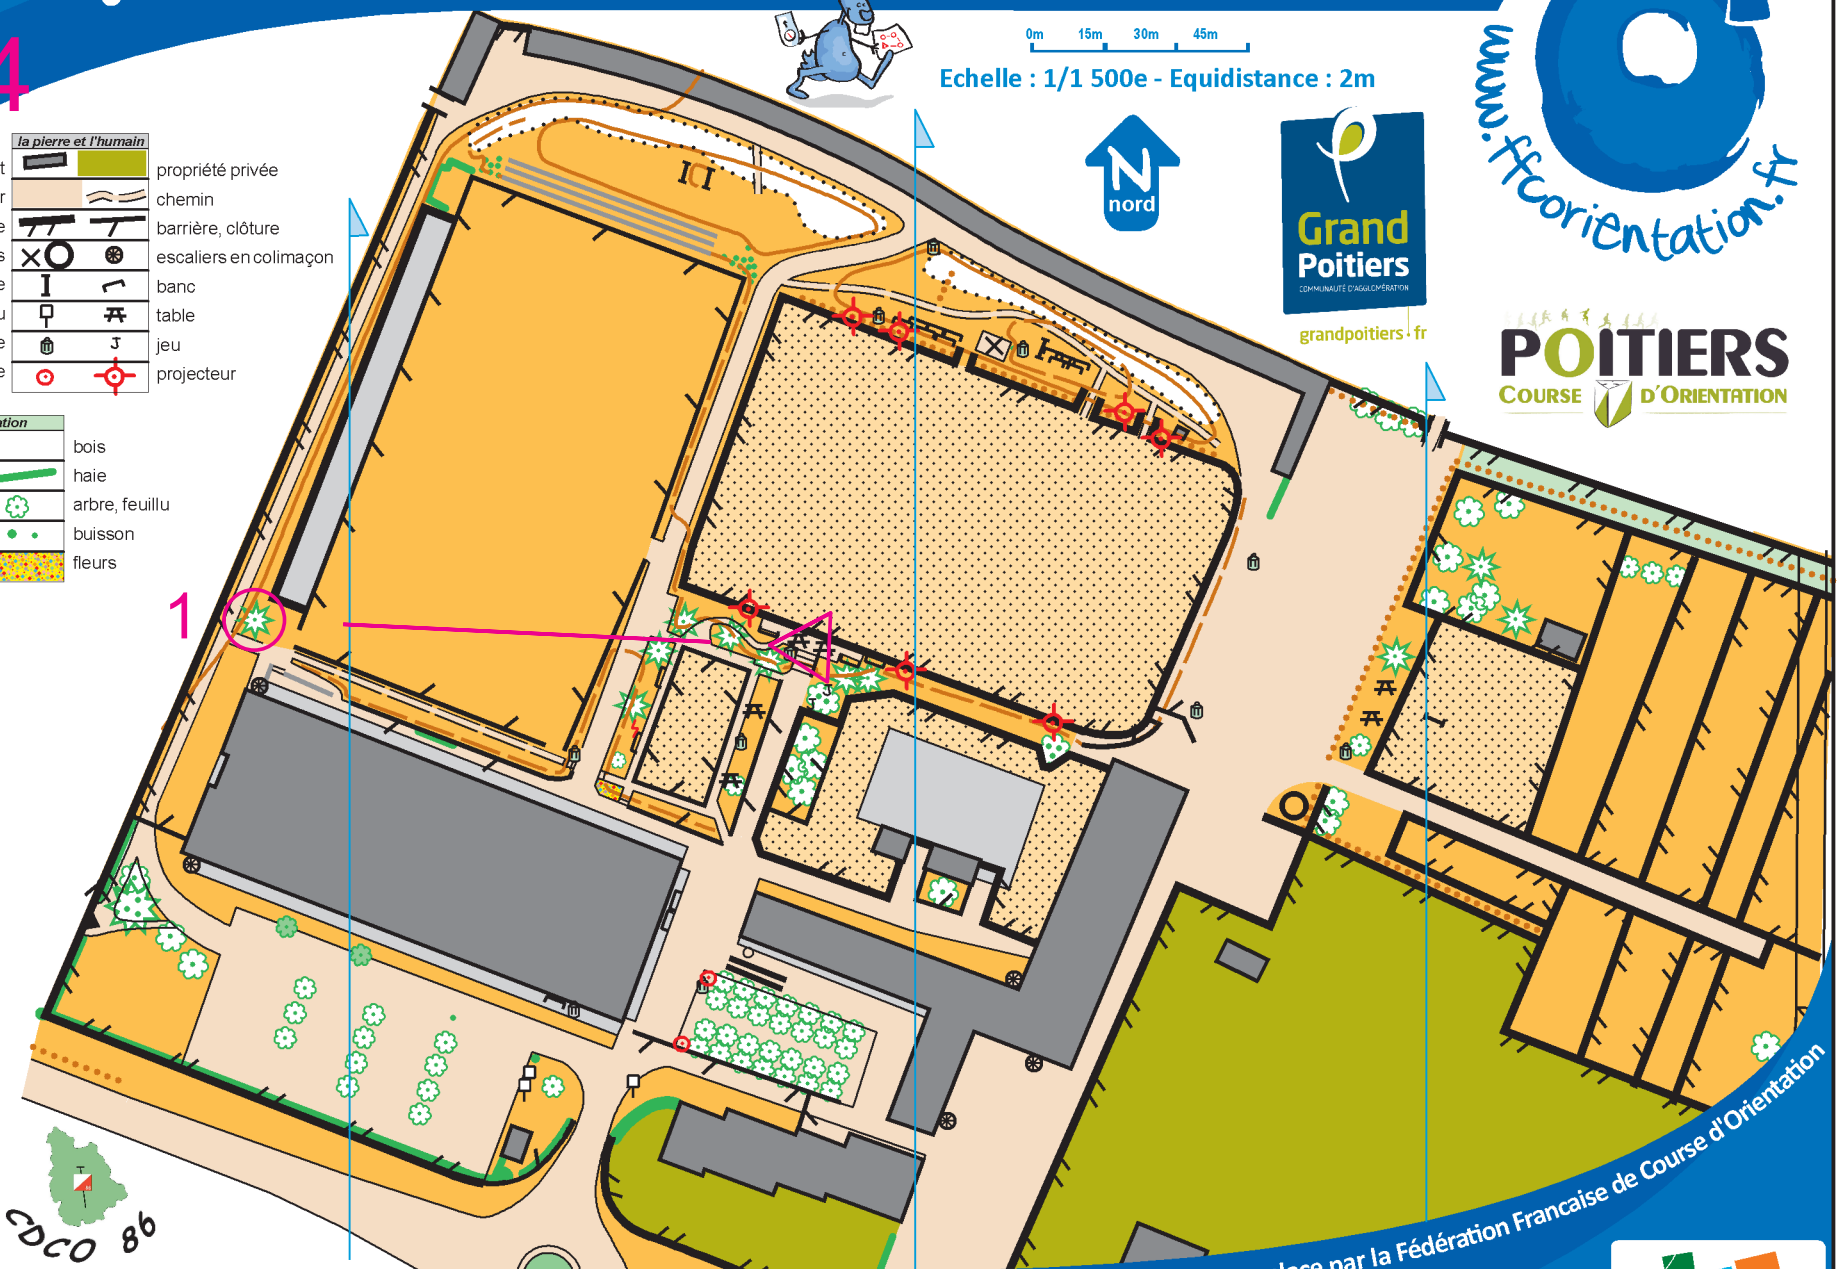 4
0m 15m 30m 45m
Echelle : 1/1 500e - Equidistance : 2m
www.ffcorientation.fr
N
nord
Grand
Poitiers
COMMUNAUTÉ D'AGGLOMÉRATION
grandpoitiers.fr
POITIERS
COURSE D'ORIENTATION
la pierre et l'humain
propriété privée
chemin
barrière, clôture
escaliers en colimaçon
banc
table
J jeu
projecteur
bois
haie
arbre, feuillu
buisson
fleurs
1
J
J
CDCO 86
par la Fédération Francaise de Course d'Orientation